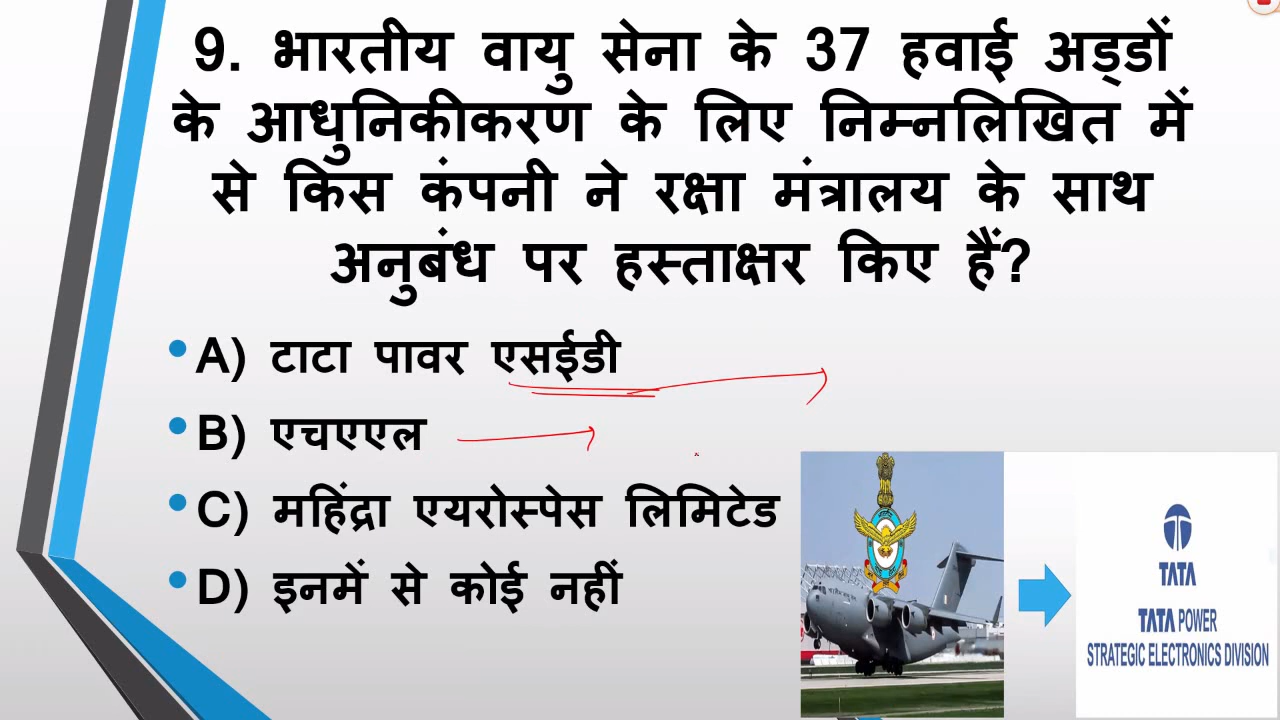 9. भारतीय वायु सेना के 37 हवाई अड्डों
के आधुनिकीकरण के लिए निम्नलिखित में
से किस कंपनी ने रक्षा मंत्रालय के साथ
अनुबंध पर हस्ताक्षर किए हैं?
A) टाटा पावर एसईडी
B) एचएएल
C) महिंद्रा एयरोस्पेस लिमिटेड
D) इनमें से कोई नहीं
TATA
TATA POWER
STRATEGIC ELECTRONICS DIVISION